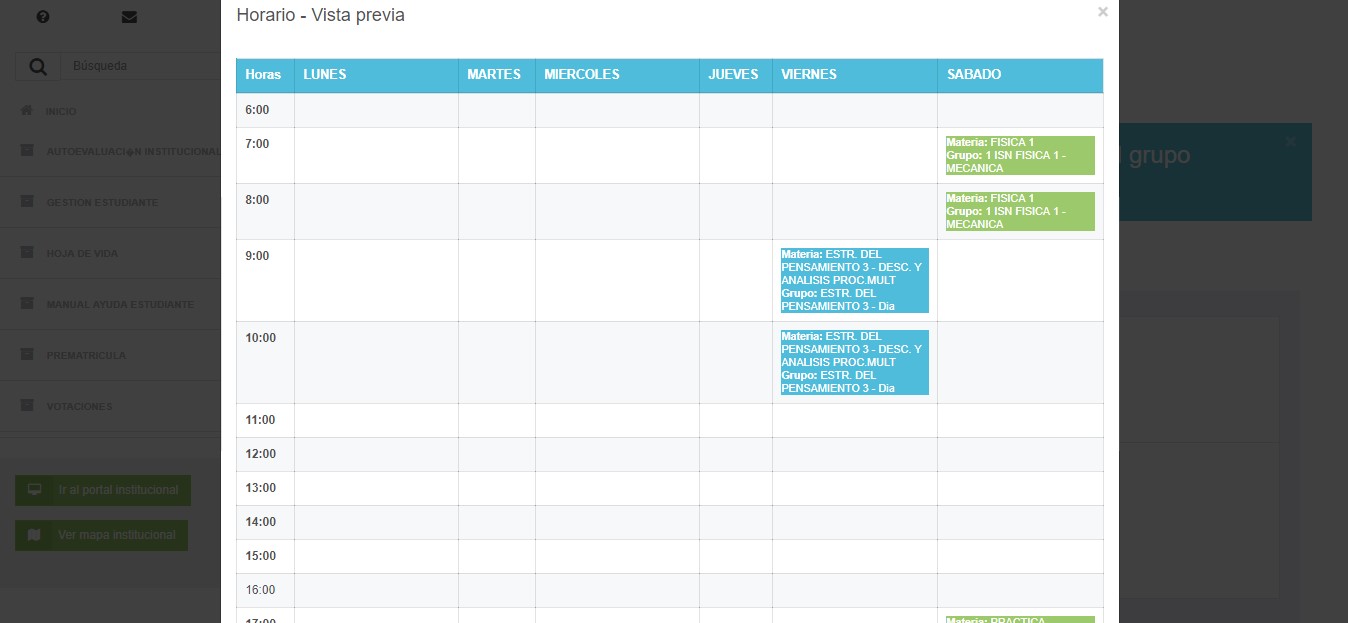 Horario - Vista previa
×
Búsqueda
INICIO
AUTOEVALUACI�N INSTITUCIONAL
GESTION ESTUDIANTE
HOJA DE VIDA
MANUAL AYUDA ESTUDIANTE
PREMATRICULA
VOTACIONES
Ir al portal institucional
Ver mapa institucional
grupo
×
Horas LUNES MARTES MIERCOLES JUEVES VIERNES SABADO
6:00
7:00
Materia: FISICA 1
Grupo: 1 ISN FISICA 1 -
MECANICA
8:00
Materia: FISICA 1
Grupo: 1 ISN FISICA 1 -
MECANICA
9:00
Materia: ESTR. DEL
PENSAMIENTO 3 - DESC. Y
ANALISIS PROC.MULT
Grupo: ESTR. DEL
PENSAMIENTO 3 - Dia
10:00
Materia: ESTR. DEL
PENSAMIENTO 3 - DESC. Y
ANALISIS PROC.MULT
Grupo: ESTR. DEL
PENSAMIENTO 3 - Dia
11:00
12:00
13:00
14:00
15:00
16:00
17:00
Materia: PRACTICA